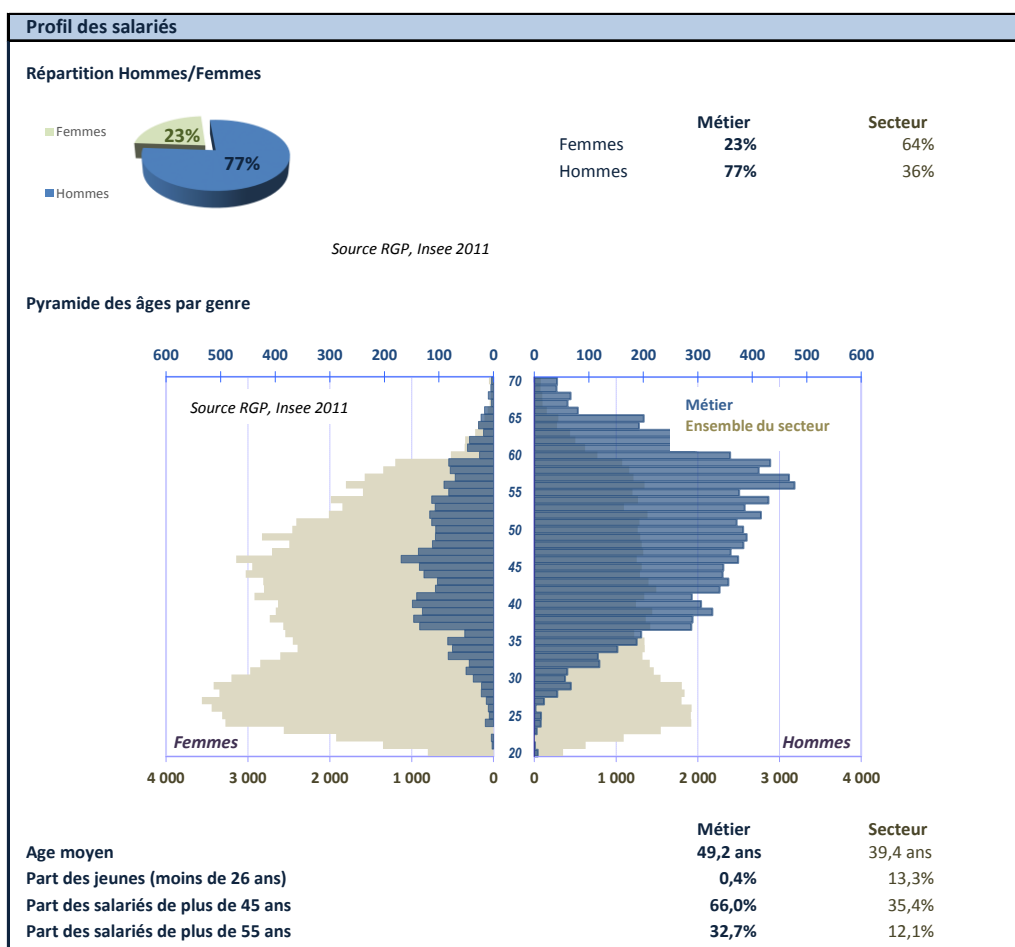 Profil des salariés
Répartition Hommes/Femmes
Femmes
23%
77%
Hommes
Métier Secteur
Femmes 23% 64%
Hommes 77% 36%
Source RGP, Insee 2011
Pyramide des âges par genre
600 500 400 300 200 100 0 0 100 200 300 400 500 600
Source RGP, Insee 2011
Métier
Ensemble du secteur
70
65
60
55
50
45
40
35
30
25
20
Femmes Hommes
4 000 3 000 2 000 1 000 0 0 1 000 2 000 3 000 4 000
Métier Secteur
Age moyen 49,2 ans 39,4 ans
Part des jeunes (moins de 26 ans) 0,4% 13,3%
Part des salariés de plus de 45 ans 66,0% 35,4%
Part des salariés de plus de 55 ans 32,7% 12,1%